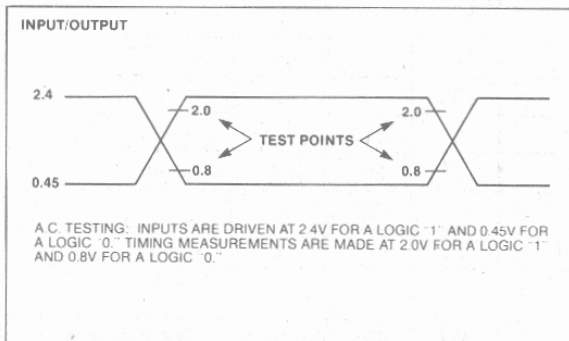 INPUT/OUTPUT
2.4
2.0
2.0
TEST POINTS
0.8
0.8
0.45
A.C. TESTING: INPUTS ARE DRIVEN AT 2.4V FOR A LOGIC "1" AND 0.45V FOR
A LOGIC "0." TIMING MEASUREMENTS ARE MADE AT 2.0V FOR A LOGIC "1"
AND 0.8V FOR A LOGIC "0."